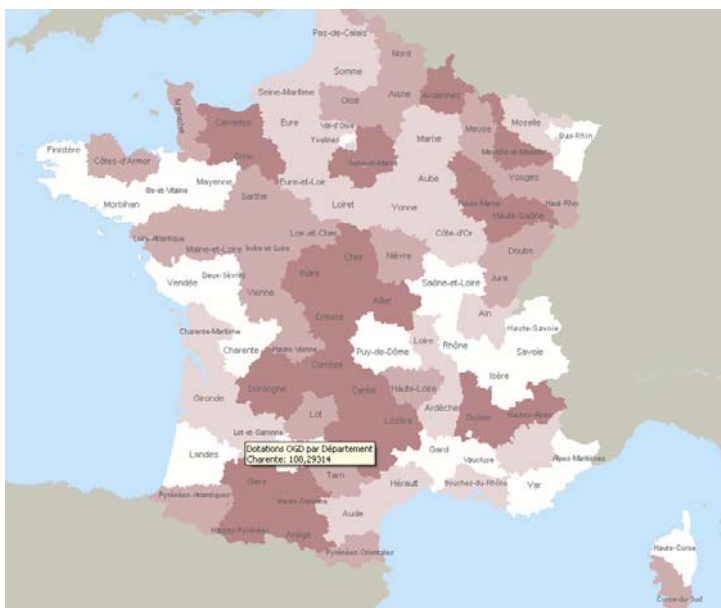 Pas-de-Calais
Nord
Somme
Seine-Maritime
Oise
Aisne
Ardennes
Manche
Calvados
Eure
Val-d'Oise
Yvelines
Marne
Meuse
Moselle
Bas-Rhin
Meurthe-et-Moselle
Orne
Seine-et-Marne
Finistère
Côtes-d'Armor
Ille-et-Vilaine
Mayenne
Eure-et-Loir
Aube
Vosges
Morbihan
Sarthe
Loiret
Yonne
Haute-Marne
Haut-Rhin
Haute-Saône
Loire-Atlantique
Maine-et-Loire
Indre-et-Loire
Loir-et-Cher
Côte-d'Or
Doubs
Cher
Nièvre
Vendée
Deux-Sèvres
Vienne
Indre
Saône-et-Loire
Jura
Allier
Creuse
Ain
Haute-Savoie
Charente-Maritime
Charente
Haute-Vienne
Puy-de-Dôme
Loire
Rhône
Savoie
Corrèze
Isère
Dordogne
Cantal
Haute-Loire
Gironde
Lot
Lozère
Ardèche
Drôme
Hautes-Alpes
Lot-et-Garonne
Dotations OGD par Département
Charente: 108,29314
Landes
Gard
Vaucluse
Alpes-Maritimes
Gers
Tarn
Hérault
Bouches-du-Rhône
Var
Pyrénées-Atlantiques
Haute-Garonne
Aude
Hautes-Pyrénées
Ariège
Pyrénées-Orientales
Haute-Corse
Corse-du-Sud